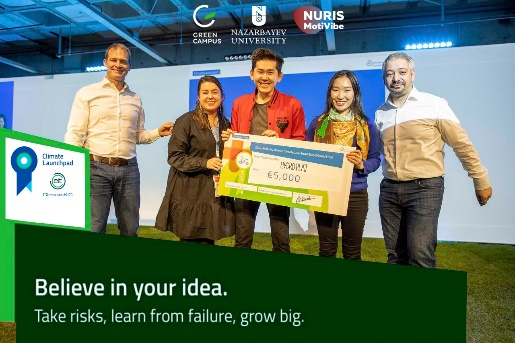 GREEN
CAMPUS
NAZARBAYEV
UNIVERSITY
NURIS
MotiVibe
Climate
Launchpad
€5,000
Believe in your idea.
Take risks, learn from failure, grow big.